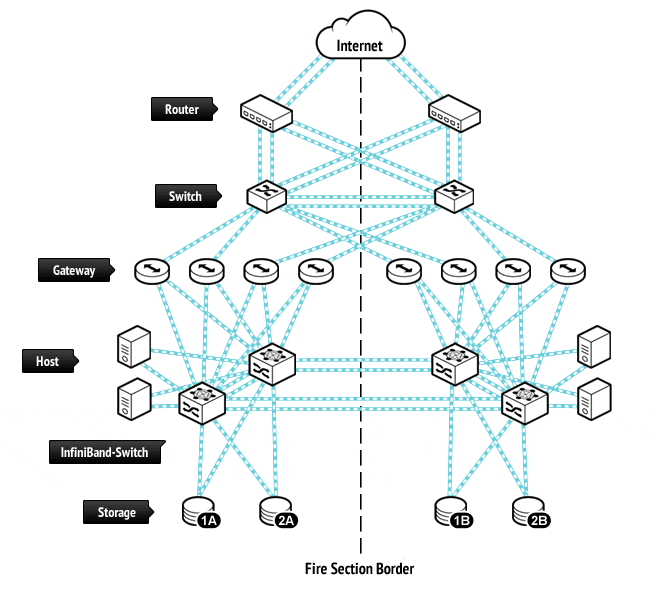 Internet
Router
Switch
Gateway
Host
InfiniBand-Switch
Storage
1A
2A
1B
2B
Fire Section Border